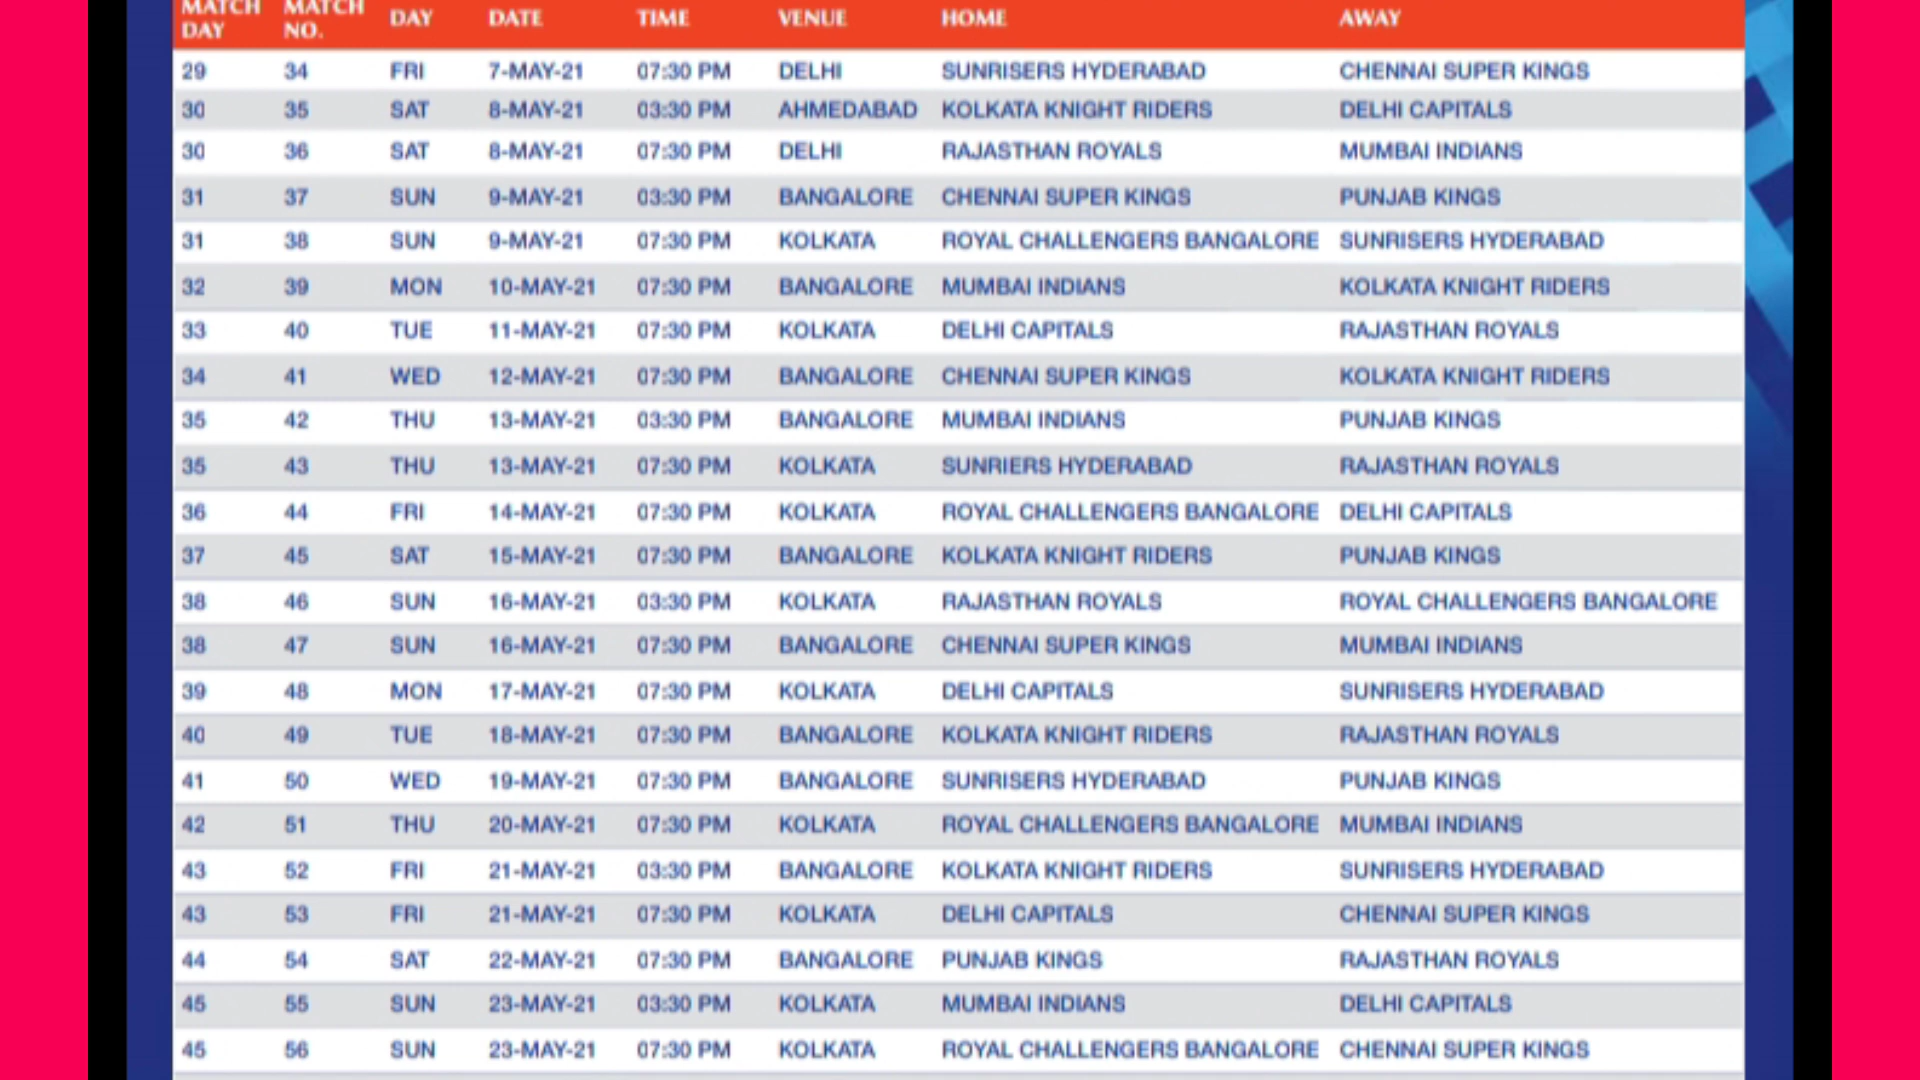 MATCH DAY MATCH NO. DAY DATE TIME VENUE HOME AWAY
29 34 FRI 7-MAY-21 07:30 PM DELHI SUNRISERS HYDERABAD CHENNAI SUPER KINGS
30 35 SAT 8-MAY-21 03:30 PM AHMEDABAD KOLKATA KNIGHT RIDERS DELHI CAPITALS
30 36 SAT 8-MAY-21 07:30 PM DELHI RAJASTHAN ROYALS MUMBAI INDIANS
31 37 SUN 9-MAY-21 03:30 PM BANGALORE CHENNAI SUPER KINGS PUNJAB KINGS
31 38 SUN 9-MAY-21 07:30 PM KOLKATA ROYAL CHALLENGERS BANGALORE SUNRISERS HYDERABAD
32 39 MON 10-MAY-21 07:30 PM BANGALORE MUMBAI INDIANS KOLKATA KNIGHT RIDERS
33 40 TUE 11-MAY-21 07:30 PM KOLKATA DELHI CAPITALS RAJASTHAN ROYALS
34 41 WED 12-MAY-21 07:30 PM BANGALORE CHENNAI SUPER KINGS KOLKATA KNIGHT RIDERS
35 42 THU 13-MAY-21 03:30 PM BANGALORE MUMBAI INDIANS PUNJAB KINGS
35 43 THU 13-MAY-21 07:30 PM KOLKATA SUNRIERS HYDERABAD RAJASTHAN ROYALS
36 44 FRI 14-MAY-21 07:30 PM KOLKATA ROYAL CHALLENGERS BANGALORE DELHI CAPITALS
37 45 SAT 15-MAY-21 07:30 PM BANGALORE KOLKATA KNIGHT RIDERS PUNJAB KINGS
38 46 SUN 16-MAY-21 03:30 PM KOLKATA RAJASTHAN ROYALS ROYAL CHALLENGERS BANGALORE
38 47 SUN 16-MAY-21 07:30 PM BANGALORE CHENNAI SUPER KINGS MUMBAI INDIANS
39 48 MON 17-MAY-21 07:30 PM KOLKATA DELHI CAPITALS SUNRISERS HYDERABAD
40 49 TUE 18-MAY-21 07:30 PM BANGALORE KOLKATA KNIGHT RIDERS RAJASTHAN ROYALS
41 50 WED 19-MAY-21 07:30 PM BANGALORE SUNRISERS HYDERABAD PUNJAB KINGS
42 51 THU 20-MAY-21 07:30 PM KOLKATA ROYAL CHALLENGERS BANGALORE MUMBAI INDIANS
43 52 FRI 21-MAY-21 03:30 PM BANGALORE KOLKATA KNIGHT RIDERS SUNRISERS HYDERABAD
43 53 FRI 21-MAY-21 07:30 PM KOLKATA DELHI CAPITALS CHENNAI SUPER KINGS
44 54 SAT 22-MAY-21 07:30 PM BANGALORE PUNJAB KINGS RAJASTHAN ROYALS
45 55 SUN 23-MAY-21 03:30 PM KOLKATA MUMBAI INDIANS DELHI CAPITALS
45 56 SUN 23-MAY-21 07:30 PM KOLKATA ROYAL CHALLENGERS BANGALORE CHENNAI SUPER KINGS